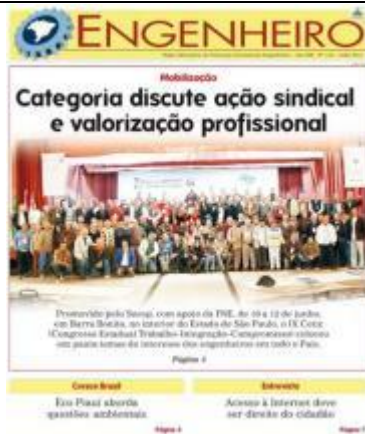 ENGENHEIRO
Mobilização
Categoria discute ação sindical
e valorização profissional
Promovido pelo Seesp, com apoio da FNE, de 10 a 12 de junho,
em Barra Bonita, no interior do Estado de São Paulo, o IX Cetic
(Congresso Estadual Trabalho-Integração-Compromisso) colocou
em pauta temas de interesse dos engenheiros em todo o País.
Página 5
Cresce Brasil
Eco Piauí aborda
questões ambientais
Entrevista
Acesso à Internet deve
ser direito do cidadão